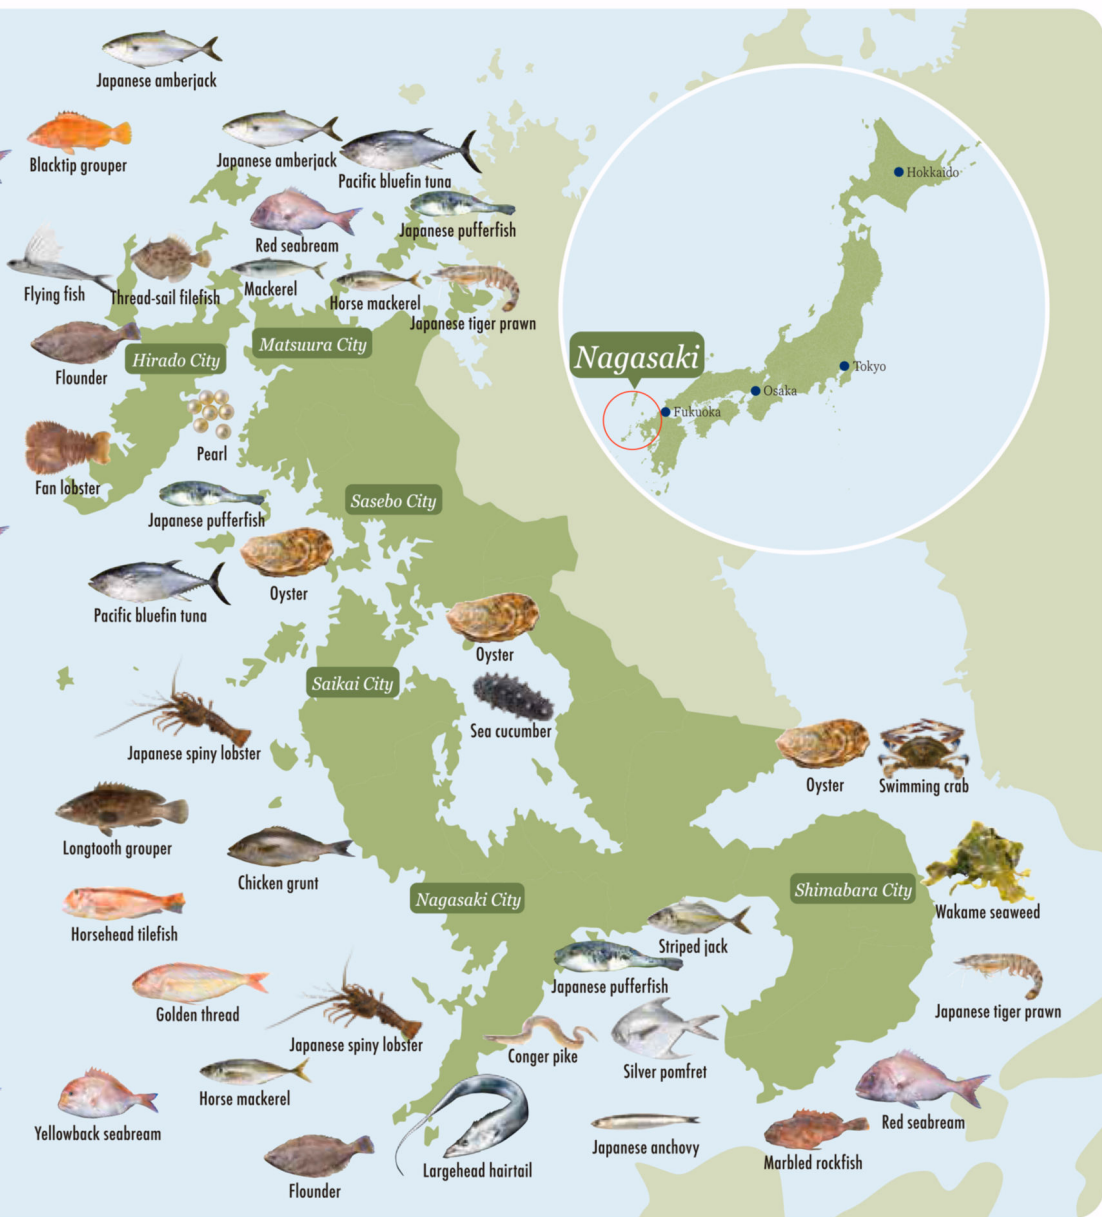 Japanese amberjack
Blacktip grouper
Japanese amberjack
Pacific bluefin tuna
Japanese pufferfish
Red seabream
Flying fish
Thread-sail filefish
Mackerel
Horse mackerel
Japanese tiger prawn
Flounder
Hirado City
Matsuura City
Pearl
Fan lobster
Japanese pufferfish
Sasebo City
Oyster
Pacific bluefin tuna
Oyster
Saikai City
Sea cucumber
Japanese spiny lobster
Oyster
Swimming crab
Longtooth grouper
Chicken grunt
Nagasaki City
Shimabara City
Wakame seaweed
Horsehead tilefish
Striped jack
Japanese pufferfish
Golden thread
Japanese spiny lobster
Conger pike
Silver pomfret
Japanese tiger prawn
Horse mackerel
Yellowback seabream
Largehead hairtail
Japanese anchovy
Red seabream
Marbled rockfish
Flounder
Hokkaido
Nagasaki
Tokyo
Osaka
Fukuoka